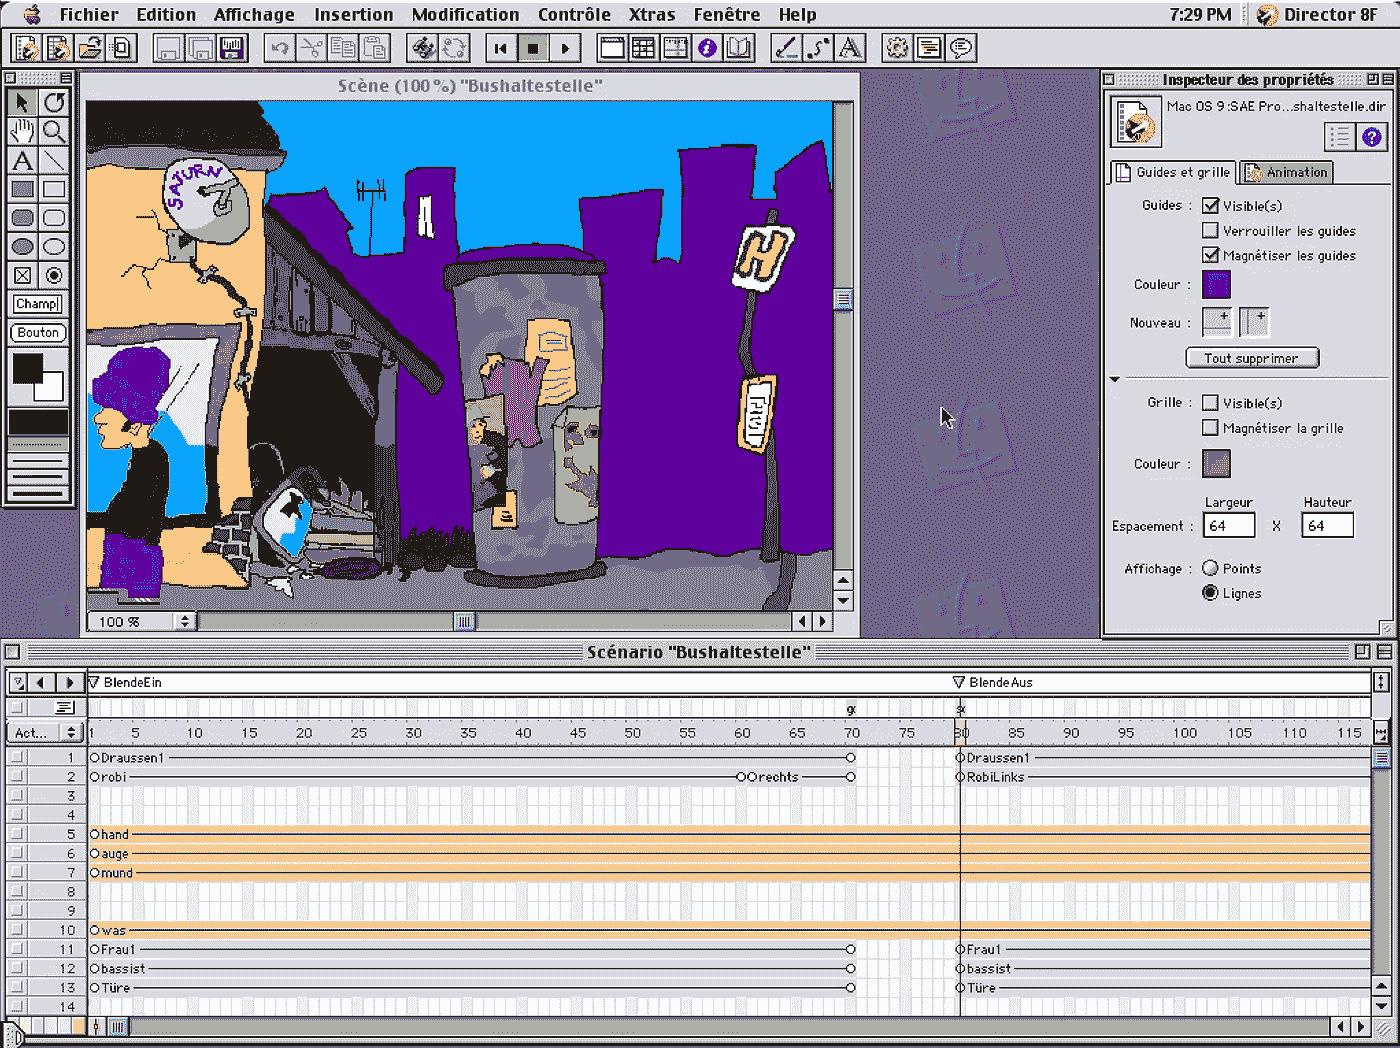 Fichier Edition Affichage Insertion Modification Contrôle Xtras Fenêtre Help 7:29 PM Director 8F
Scène (100%) "Bushaltestelle"
SATURN
H
Champ
Bouton
100 %
Inspecteur des propriétés
Mac OS 9:SAE Pro...shaltestelle.dir
Guides et grille Animation
Guides : Visible(s)
Verrouiller les guides
Magnétiser les guides
Couleur :
Nouveau :
Tout supprimer
Grille : Visible(s)
Magnétiser la grille
Couleur :
Largeur Hauteur
Espacement : 64 X 64
Affichage : Points
Lignes
Scénario "Bushaltestelle"
BlendeEin BlendeAus
Act... 1 5 10 15 20 25 30 35 40 45 50 55 60 65 70 75 80 85 90 95 100 105 110 115
1 Draussen1 Draussen1
2 robi rechts RobiLinks
3
4
5 hand
6 auge
7 mund
8
9
10 was
11 Frau1 Frau1
12 bassist bassist
13 Türe Türe
14